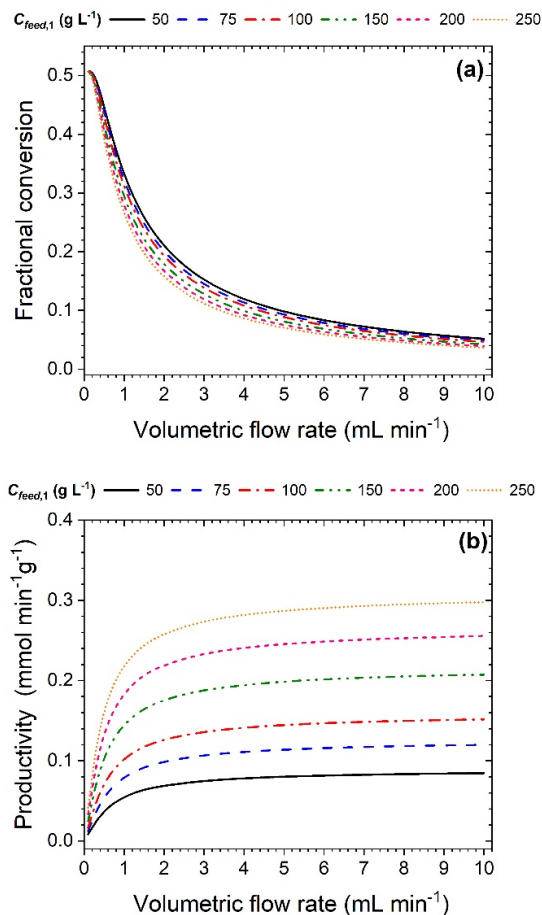 C_feed,1 (g L⁻¹) 50 75 100 150 200 250
(a)
0.5
0.4
0.3
0.2
0.1
0.0
Fractional conversion
0 1 2 3 4 5 6 7 8 9 10
Volumetric flow rate (mL min⁻¹)
C_feed,1 (g L⁻¹) 50 75 100 150 200 250
(b)
0.4
0.3
0.2
0.1
0.0
Productivity (mmol min⁻¹g⁻¹)
0 1 2 3 4 5 6 7 8 9 10
Volumetric flow rate (mL min⁻¹)